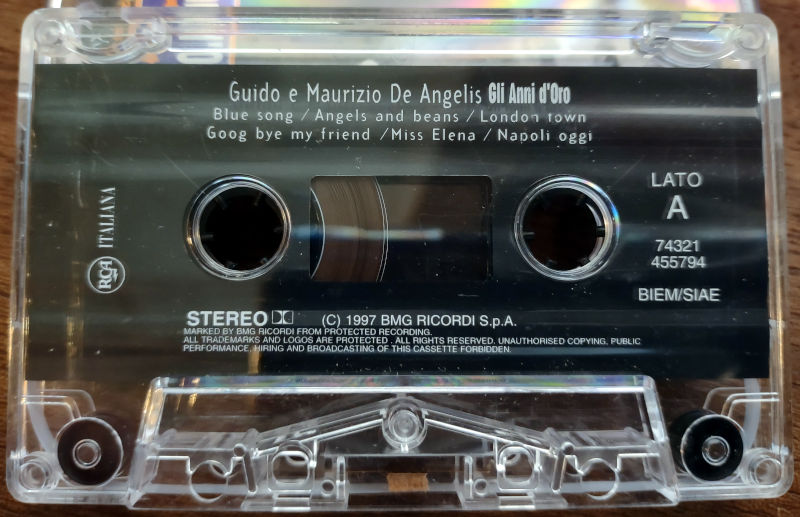 Guido e Maurizio De Angelis Gli Anni d'Oro
Blue song / Angels and beans / London town
Goog bye my friend / Miss Elena / Napoli oggi
LATO
A
74321
455794
BIEM/SIAE
RCA ITALIANA
STEREO (C) 1997 BMG RICORDI S.p.A.
MARKED BY BMG RICORDI FROM PROTECTED RECORDING.
ALL TRADEMARKS AND LOGOS ARE PROTECTED . ALL RIGHTS RESERVED. UNAUTHORISED COPYING, PUBLIC
PERFORMANCE, HIRING AND BROADCASTING OF THIS CASSETTE FORBIDDEN.